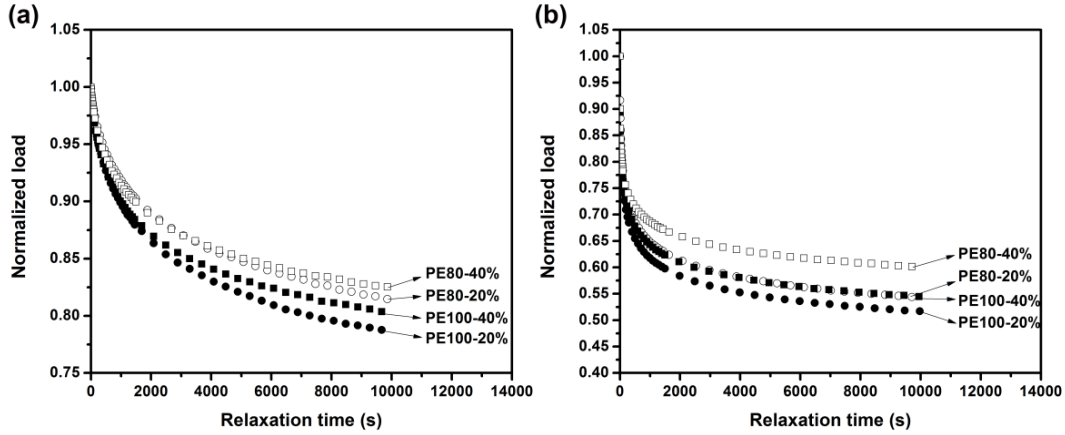 (a)
1.05
1.00
0.95
0.90
0.85
0.80
0.75
Normalized load
PE80-40%
PE80-20%
PE100-40%
PE100-20%
0 2000 4000 6000 8000 10000 12000 14000
Relaxation time (s)
(b)
1.05
1.00
0.95
0.90
0.85
0.80
0.75
0.70
0.65
0.60
0.55
0.50
0.45
0.40
Normalized load
PE80-40%
PE80-20%
PE100-40%
PE100-20%
0 2000 4000 6000 8000 10000 12000 14000
Relaxation time (s)